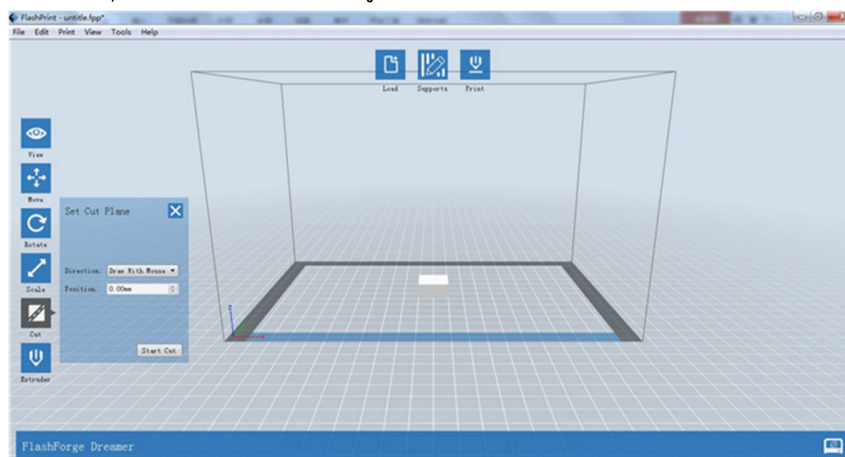 FlashPrint - untitle.fpp*
File Edit Print View Tools Help
Load Supports Print
View
Move
Set Cut Plane
Rotate
Direction: Draw With Mouse
Scale
Position: 0.00mm
Cut
Start Cut
Extruder
z
FlashForge Dreamer